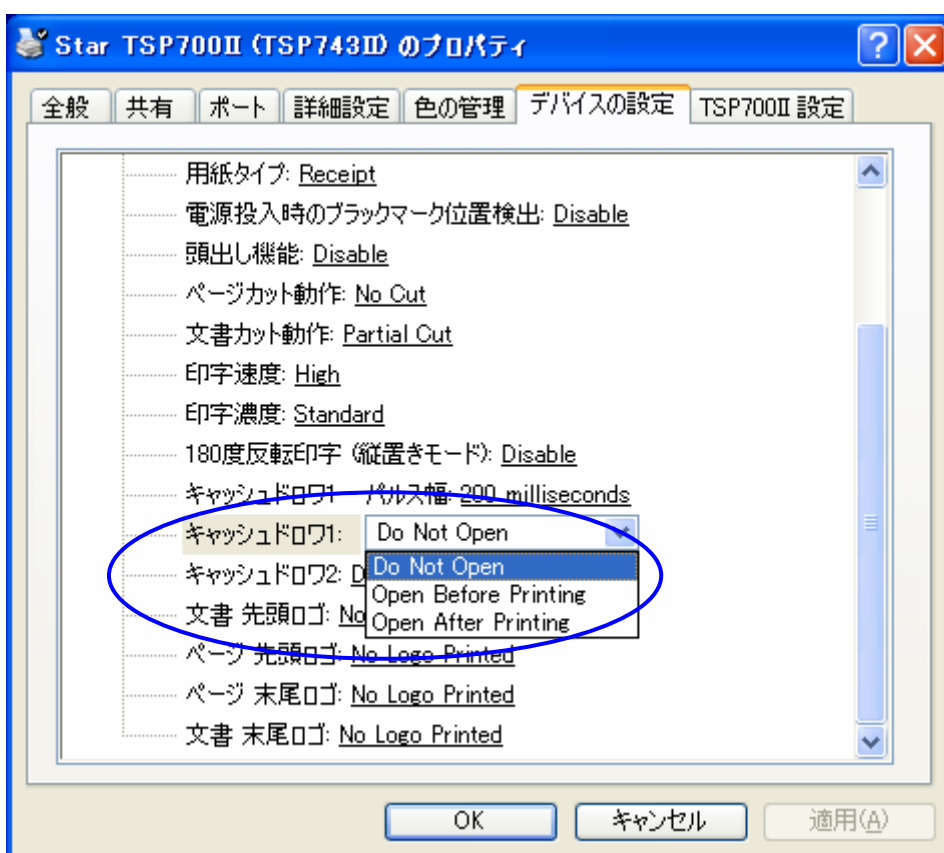 Star TSP700II (TSP743II) のプロパティ
全般 共有 ポート 詳細設定 色の管理 デバイスの設定 TSP700II 設定
用紙タイプ: Receipt
電源投入時のブラックマーク位置検出: Disable
頭出し機能: Disable
ページカット動作: No Cut
文書カット動作: Partial Cut
印字速度: High
印字濃度: Standard
180度反転印字 (縦置きモード): Disable
キャッシュドロワ1 パルス幅: 200 milliseconds
キャッシュドロワ1: Do Not Open
Do Not Open
キャッシュドロワ2: D
Open Before Printing
文書 先頭ロゴ: No
Open After Printing
ページ 先頭ロゴ: No Logo Printed
ページ 末尾ロゴ: No Logo Printed
文書 末尾ロゴ: No Logo Printed
OK キャンセル 適用(A)